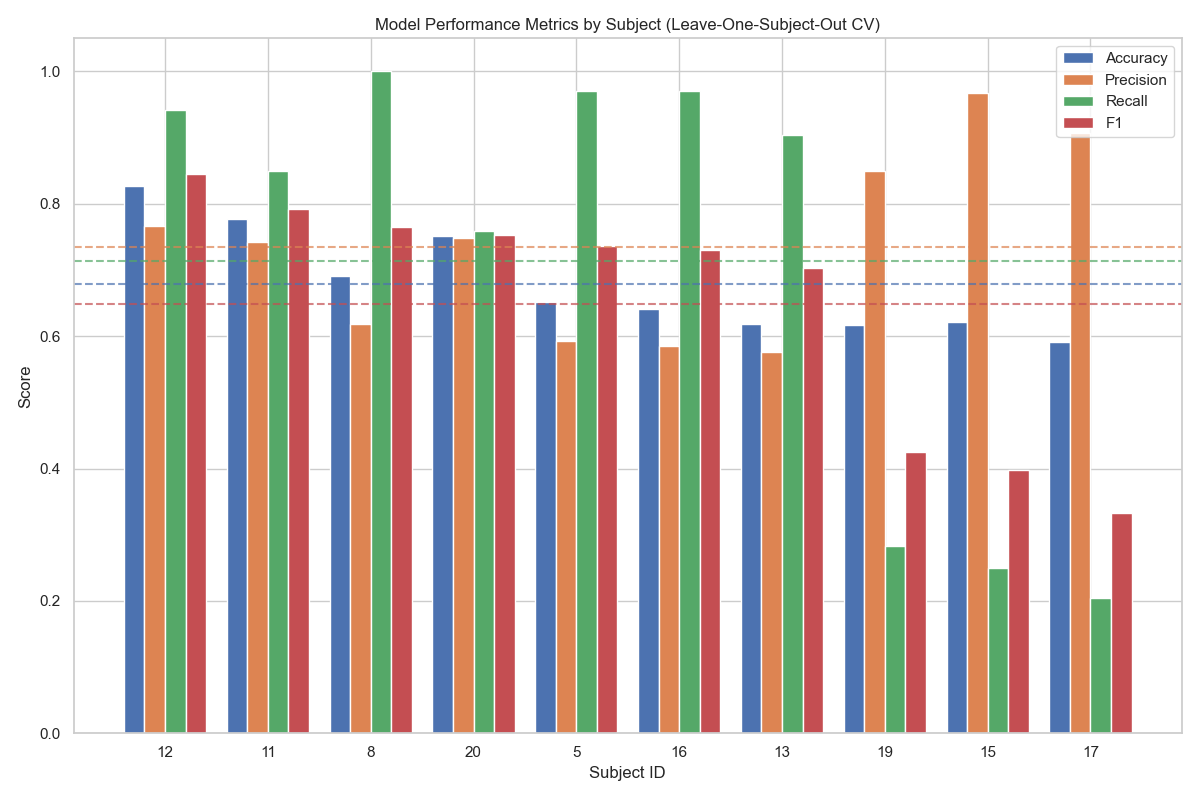 Model Performance Metrics by Subject (Leave-One-Subject-Out CV)
Accuracy
Precision
Recall
F1
1.0
0.8
0.6
0.4
0.2
0.0
Score
12 11 8 20 5 16 13 19 15 17
Subject ID